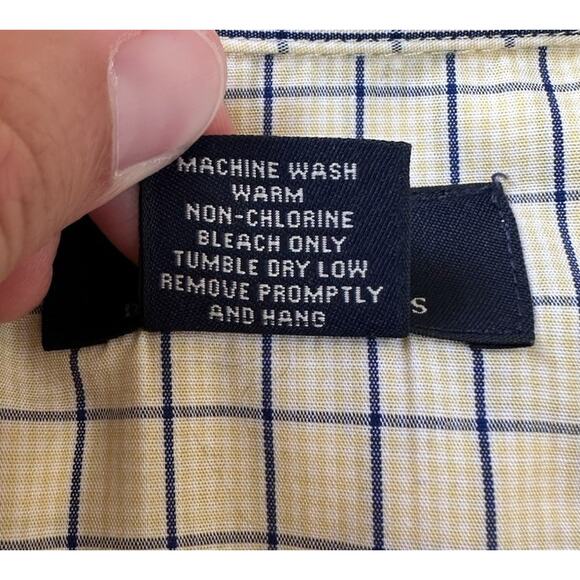 MACHINE WASH
WARM
NON-CHLORINE
BLEACH ONLY
TUMBLE DRY LOW
REMOVE PROMPTLY
AND HANG
S